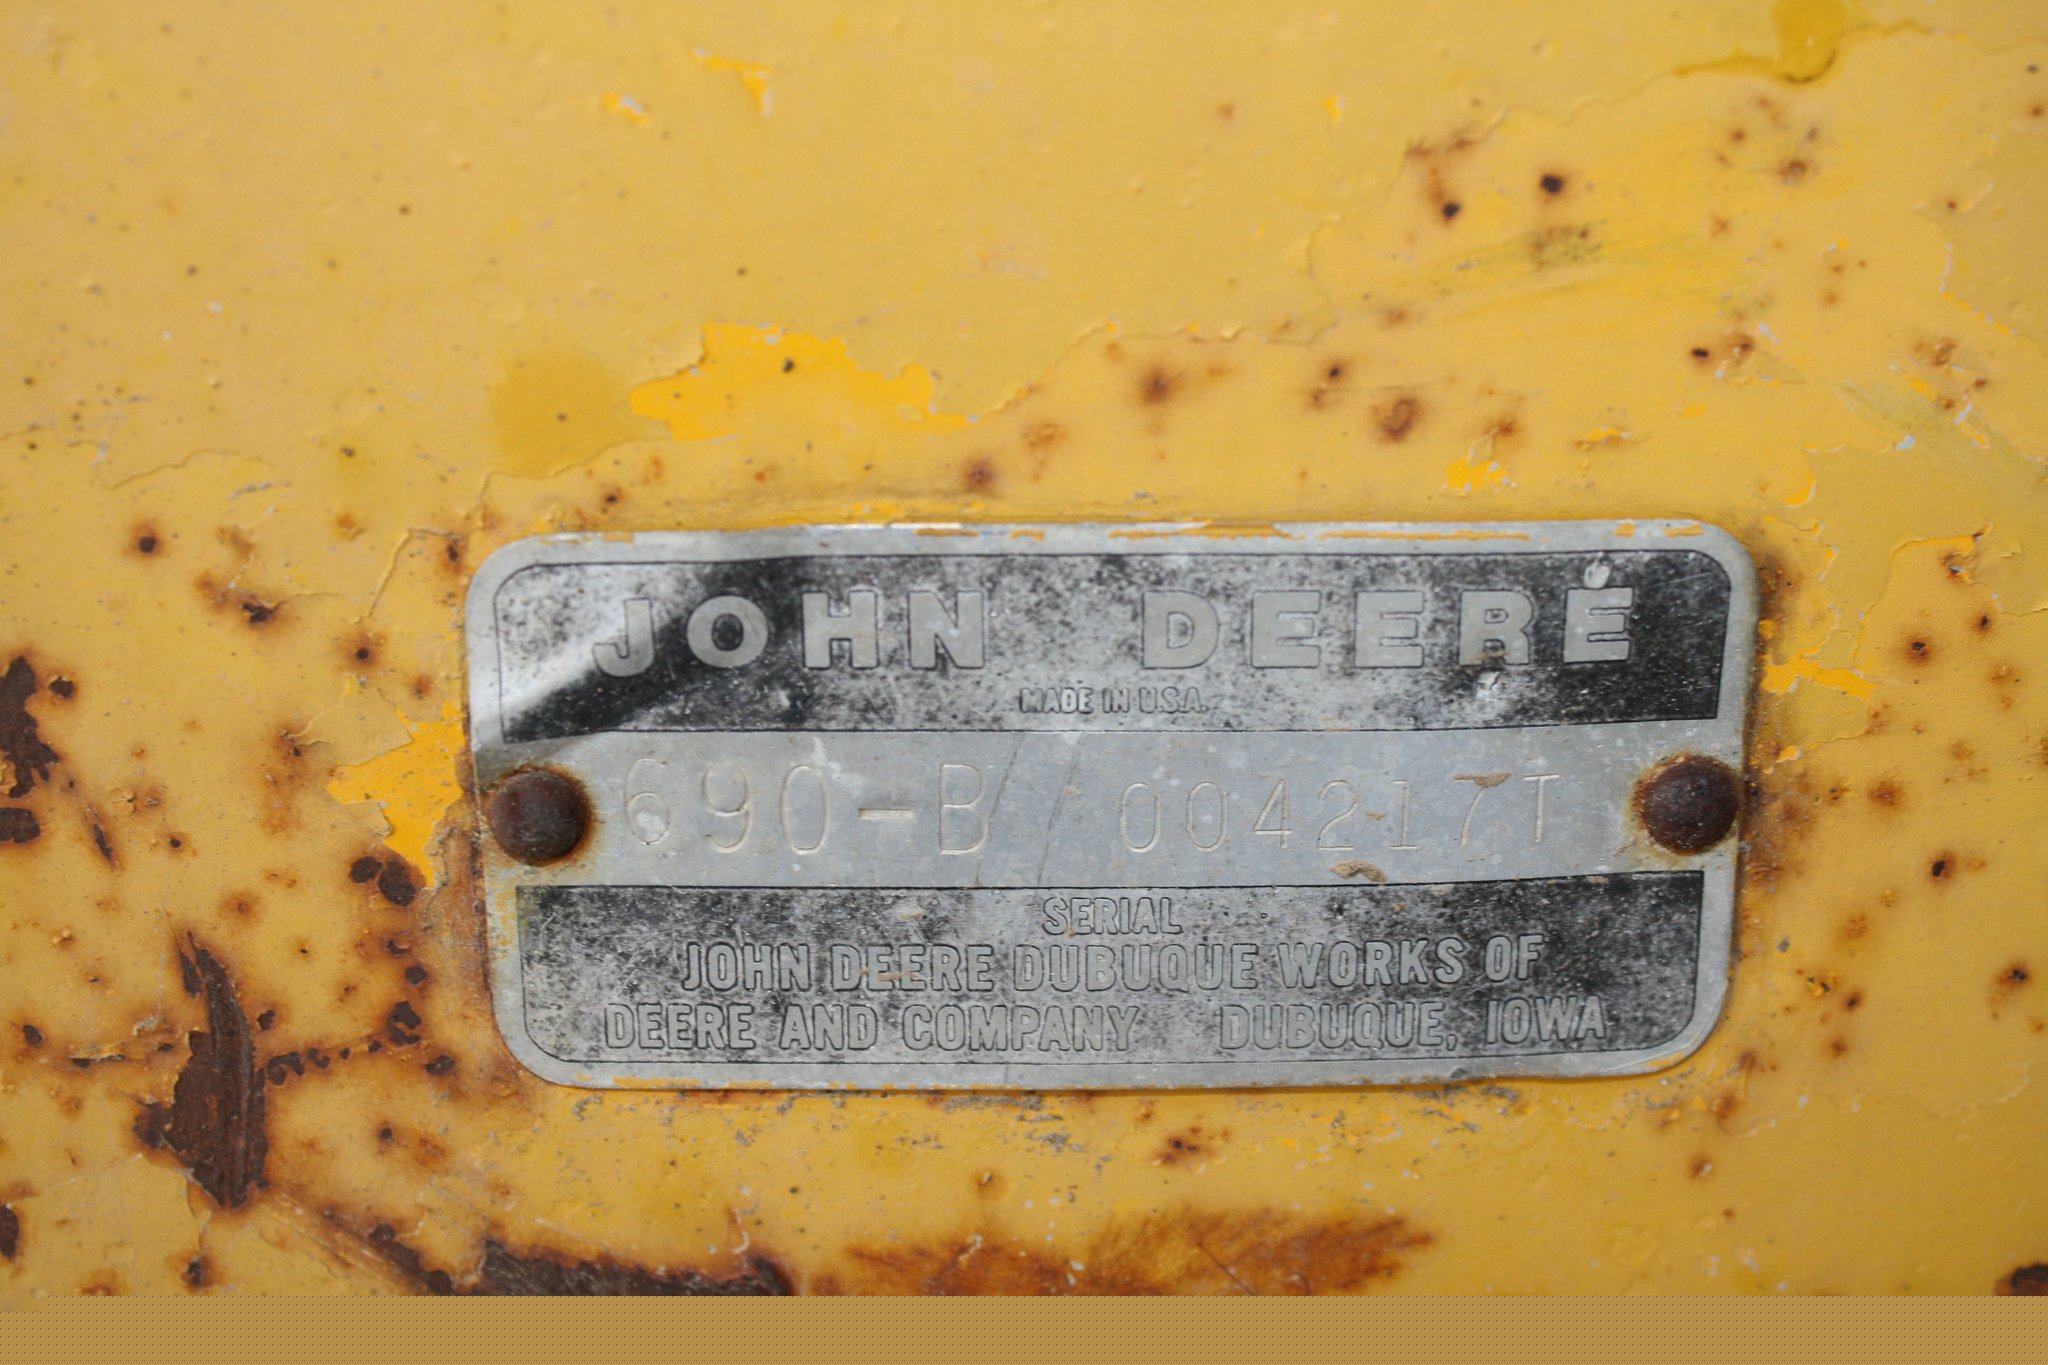 JOHN DEERE
MADE IN U.S.A.
690-B 004217T
SERIAL
JOHN DEERE DUBUQUE WORKS OF
DEERE AND COMPANY DUBUQUE, IOWA